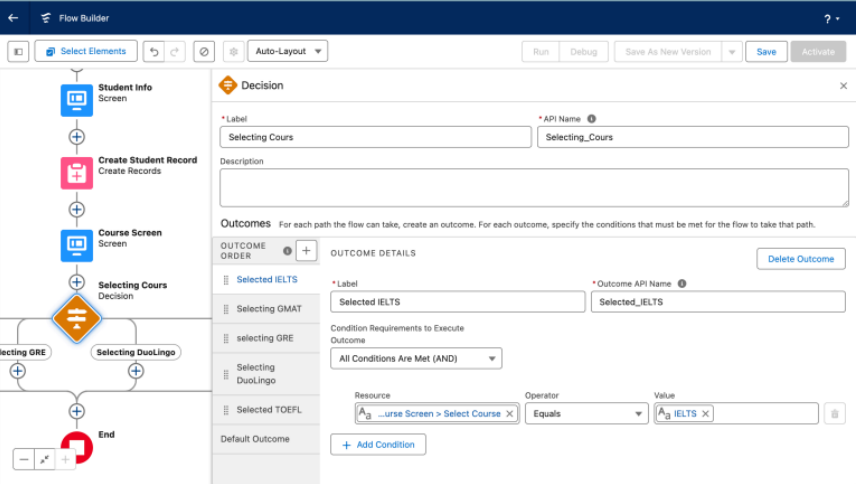 Flow Builder
?
Select Elements
Auto-Layout
Run
Debug
Save As New Version
Save
Activate
Student Info
Screen
Create Student Record
Create Records
Course Screen
Screen
Selecting Cours
Decision
lecting GRE
Selecting DuoLingo
End
Decision
* Label
Selecting Cours
* API Name
Selecting_Cours
Description
Outcomes For each path the flow can take, create an outcome. For each outcome, specify the conditions that must be met for the flow to take that path.
OUTCOME
ORDER
Selected IELTS
Selecting GMAT
selecting GRE
Selecting
DuoLingo
Selected TOEFL
Default Outcome
OUTCOME DETAILS
Delete Outcome
* Label
Selected IELTS
* Outcome API Name
Selected_IELTS
Condition Requirements to Execute
Outcome
All Conditions Are Met (AND)
Resource
Aa ...urse Screen > Select Course
Operator
Equals
Value
Aa IELTS
+ Add Condition